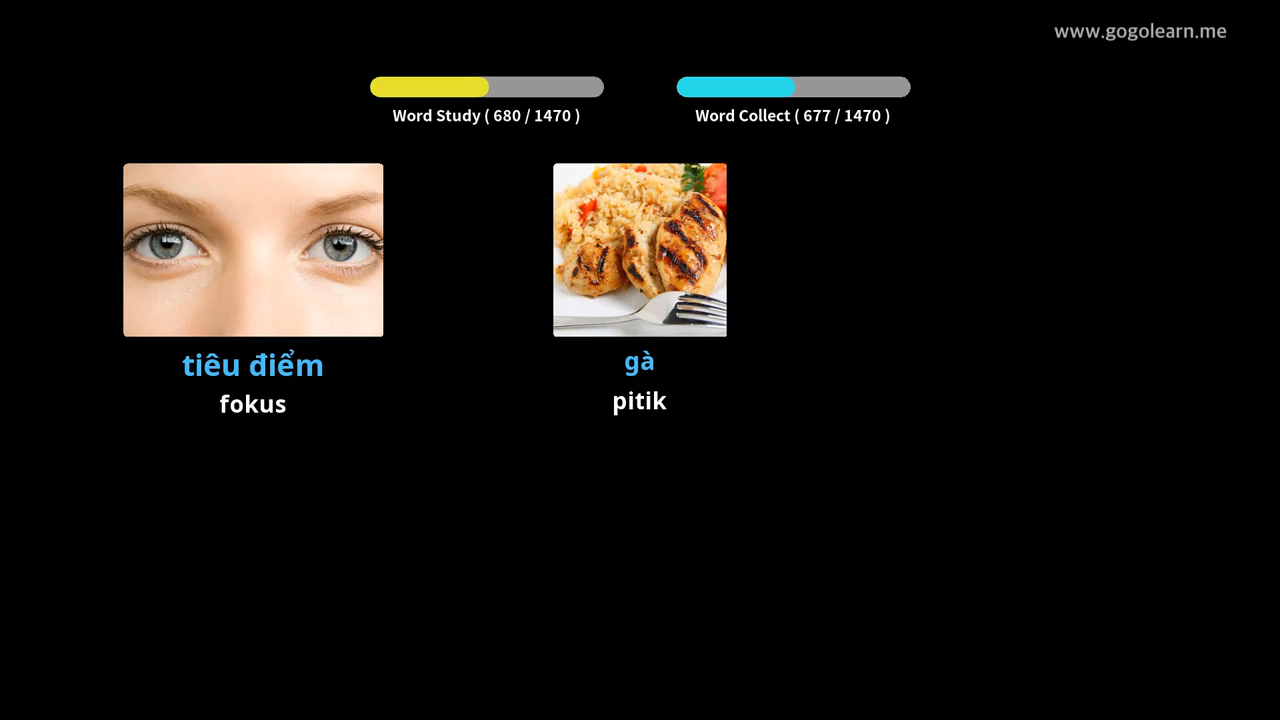 www.gogolearn.me
Word Study ( 680 / 1470 )
Word Collect ( 677 / 1470 )
tiêu điểm
fokus
gà
pitik